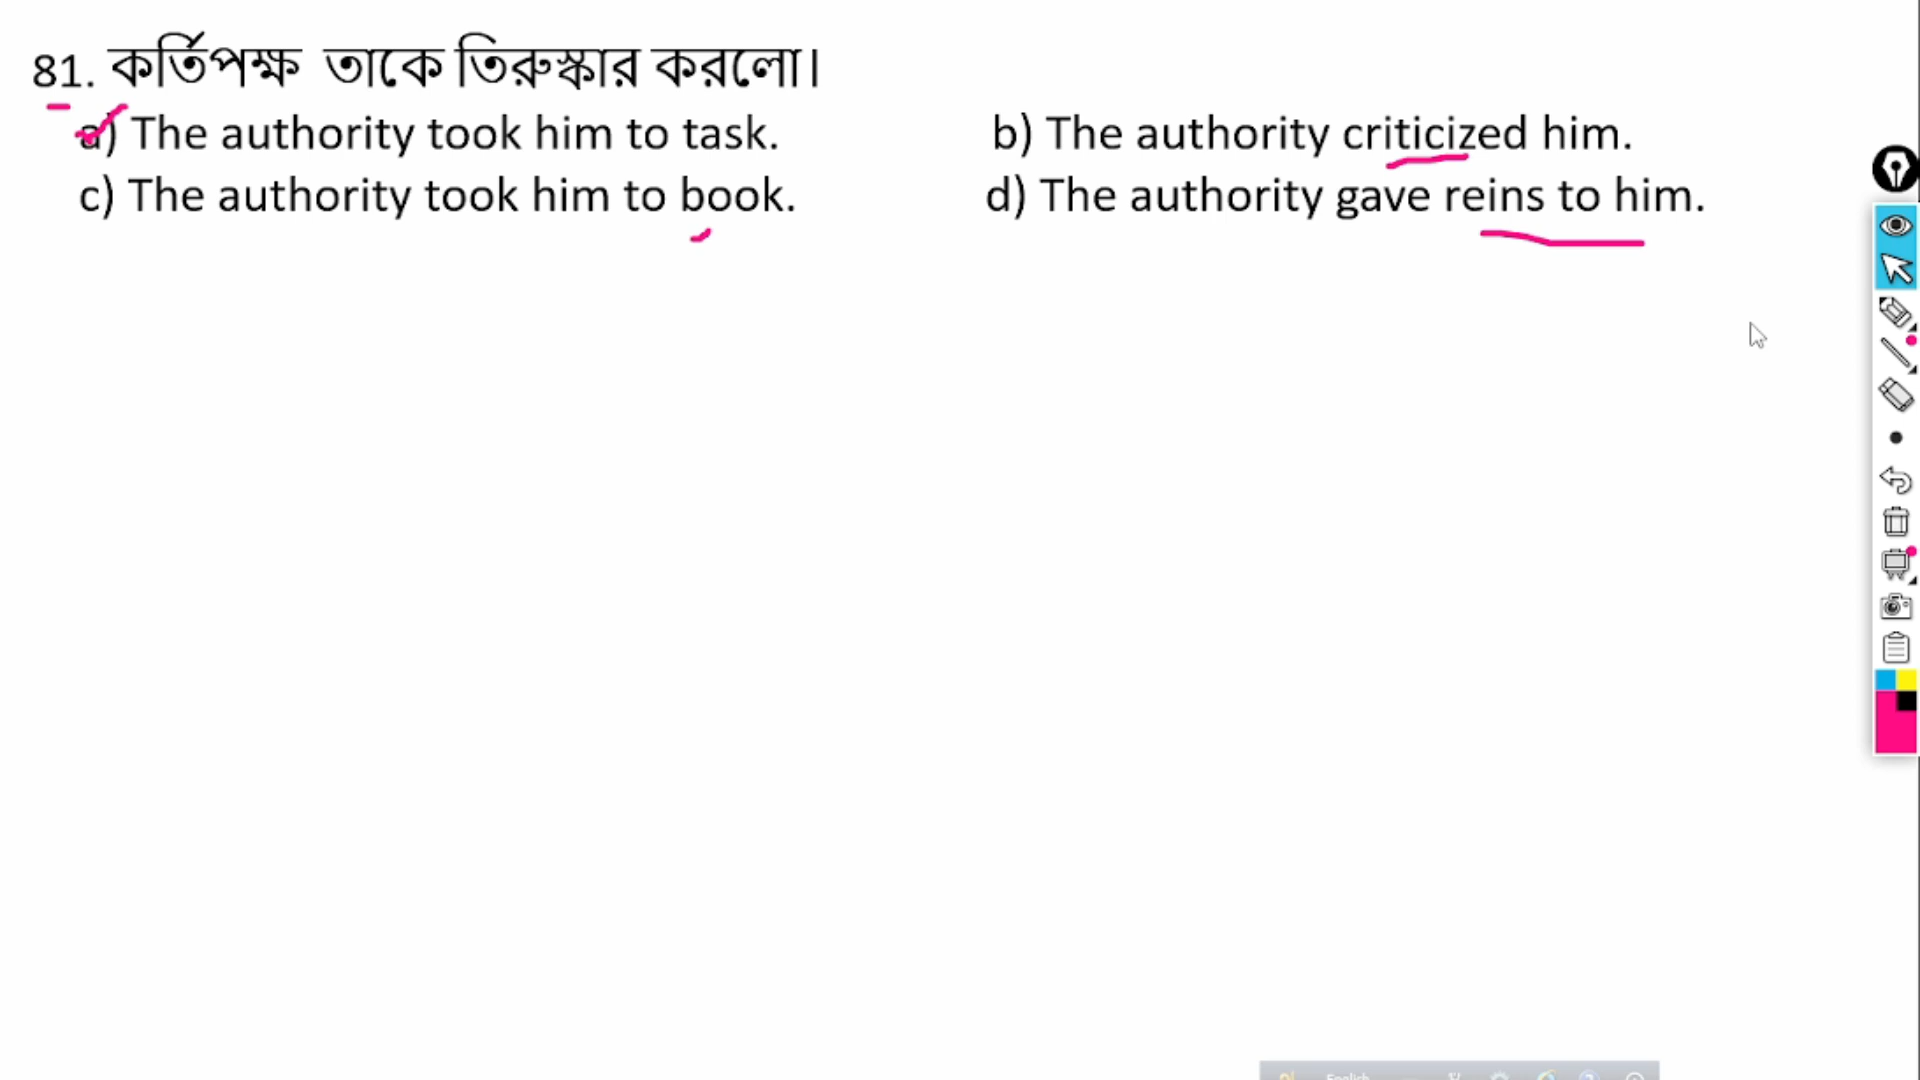 81. কর্তিপক্ষ তাকে তিরুস্কার করলো।
a) The authority took him to task. b) The authority criticized him.
c) The authority took him to book. d) The authority gave reins to him.
English